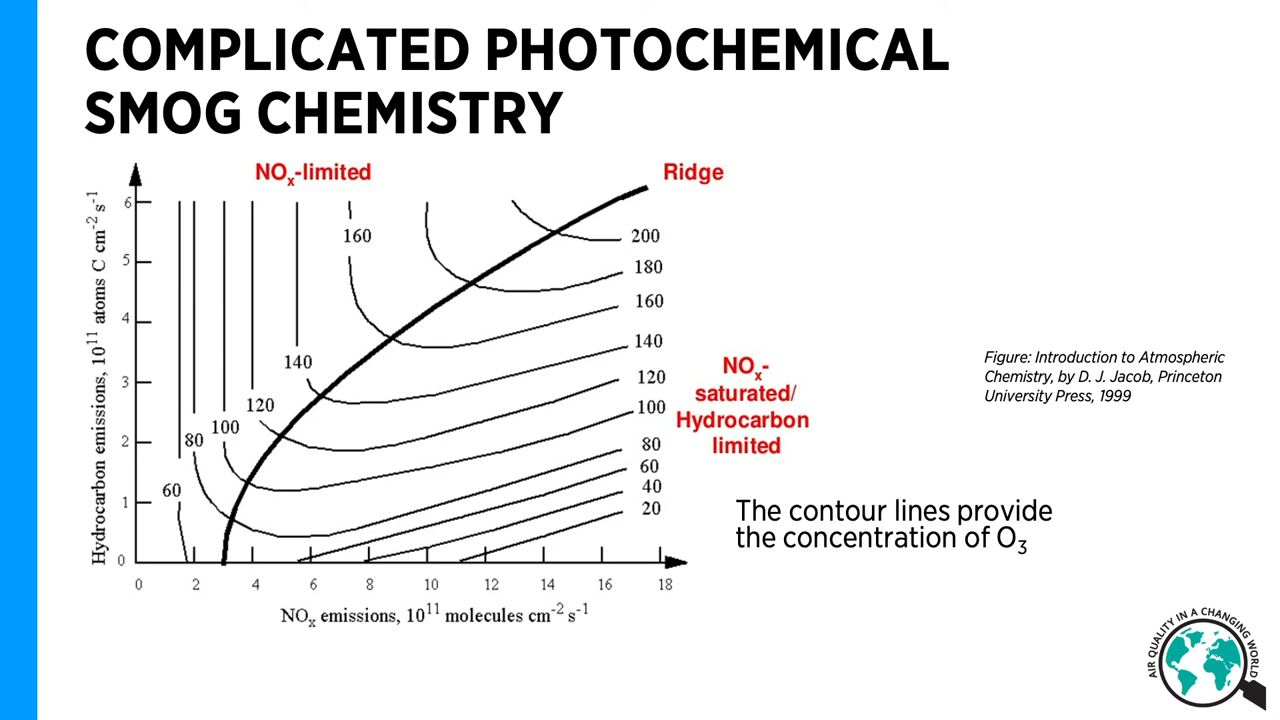 COMPLICATED PHOTOCHEMICAL
SMOG CHEMISTRY
NOx-limited
Ridge
Hydrocarbon emissions, 10¹¹ atoms C cm⁻² s⁻¹
6
5
4
3
2
1
0
160
140
120
100
80
60
200
180
160
140
120
100
80
60
40
20
NOx-
saturated/
Hydrocarbon
limited
0 2 4 6 8 10 12 14 16 18
NOx emissions, 10¹¹ molecules cm⁻² s⁻¹
Figure: Introduction to Atmospheric
Chemistry, by D. J. Jacob, Princeton
University Press, 1999
The contour lines provide
the concentration of O₃
AIR QUALITY IN A CHANGING WORLD